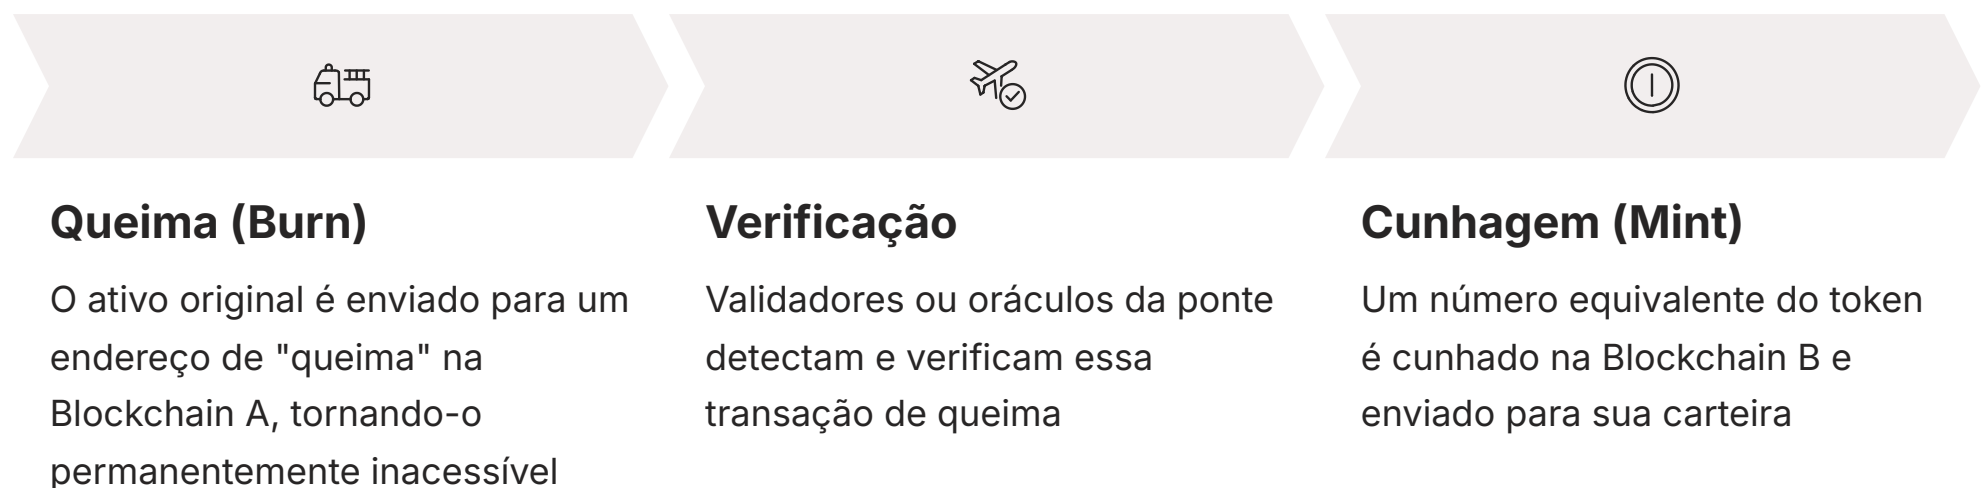 Queima (Burn)
O ativo original é enviado para um
endereço de "queima" na
Blockchain A, tornando-o
permanentemente inacessível
Verificação
Validadores ou oráculos da ponte
detectam e verificam essa
transação de queima
Cunhagem (Mint)
Um número equivalente do token
é cunhado na Blockchain B e
enviado para sua carteira